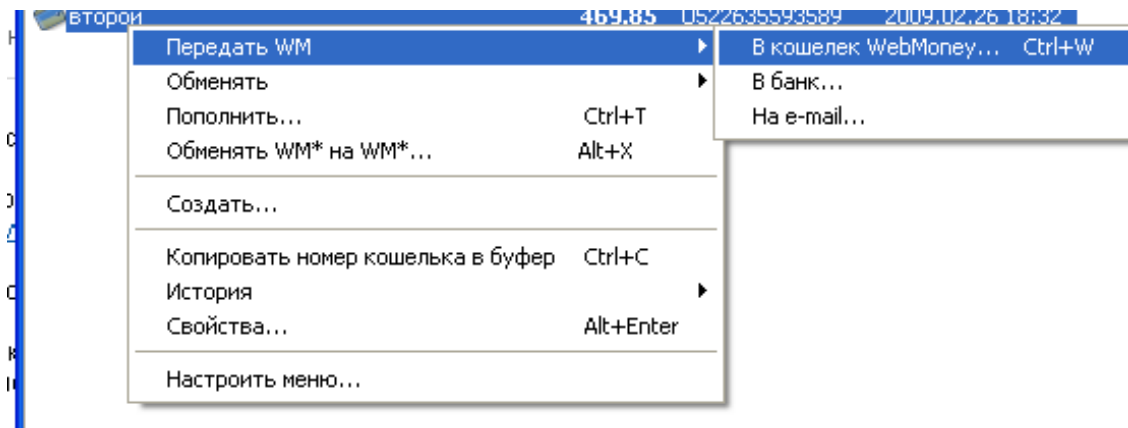 второй 469.85 0522635593589 2009.02.26 18:32
Передать WM
В кошелек WebMoney... Ctrl+W
Обменять
В банк...
Пополнить... Ctrl+T
На e-mail...
Обменять WM* на WM*... Alt+X
Создать...
Копировать номер кошелька в буфер Ctrl+C
История
Свойства... Alt+Enter
Настроить меню...